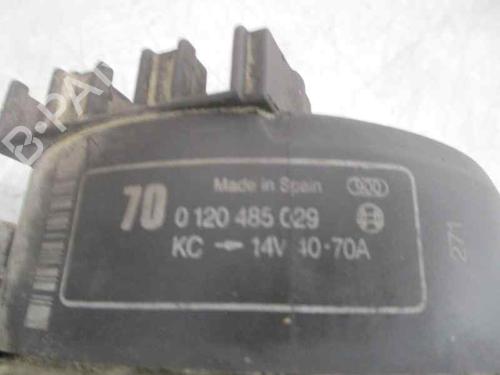 Made in Spain
70 0 120 485 029
KC → 14V 40-70A
271
B-PA